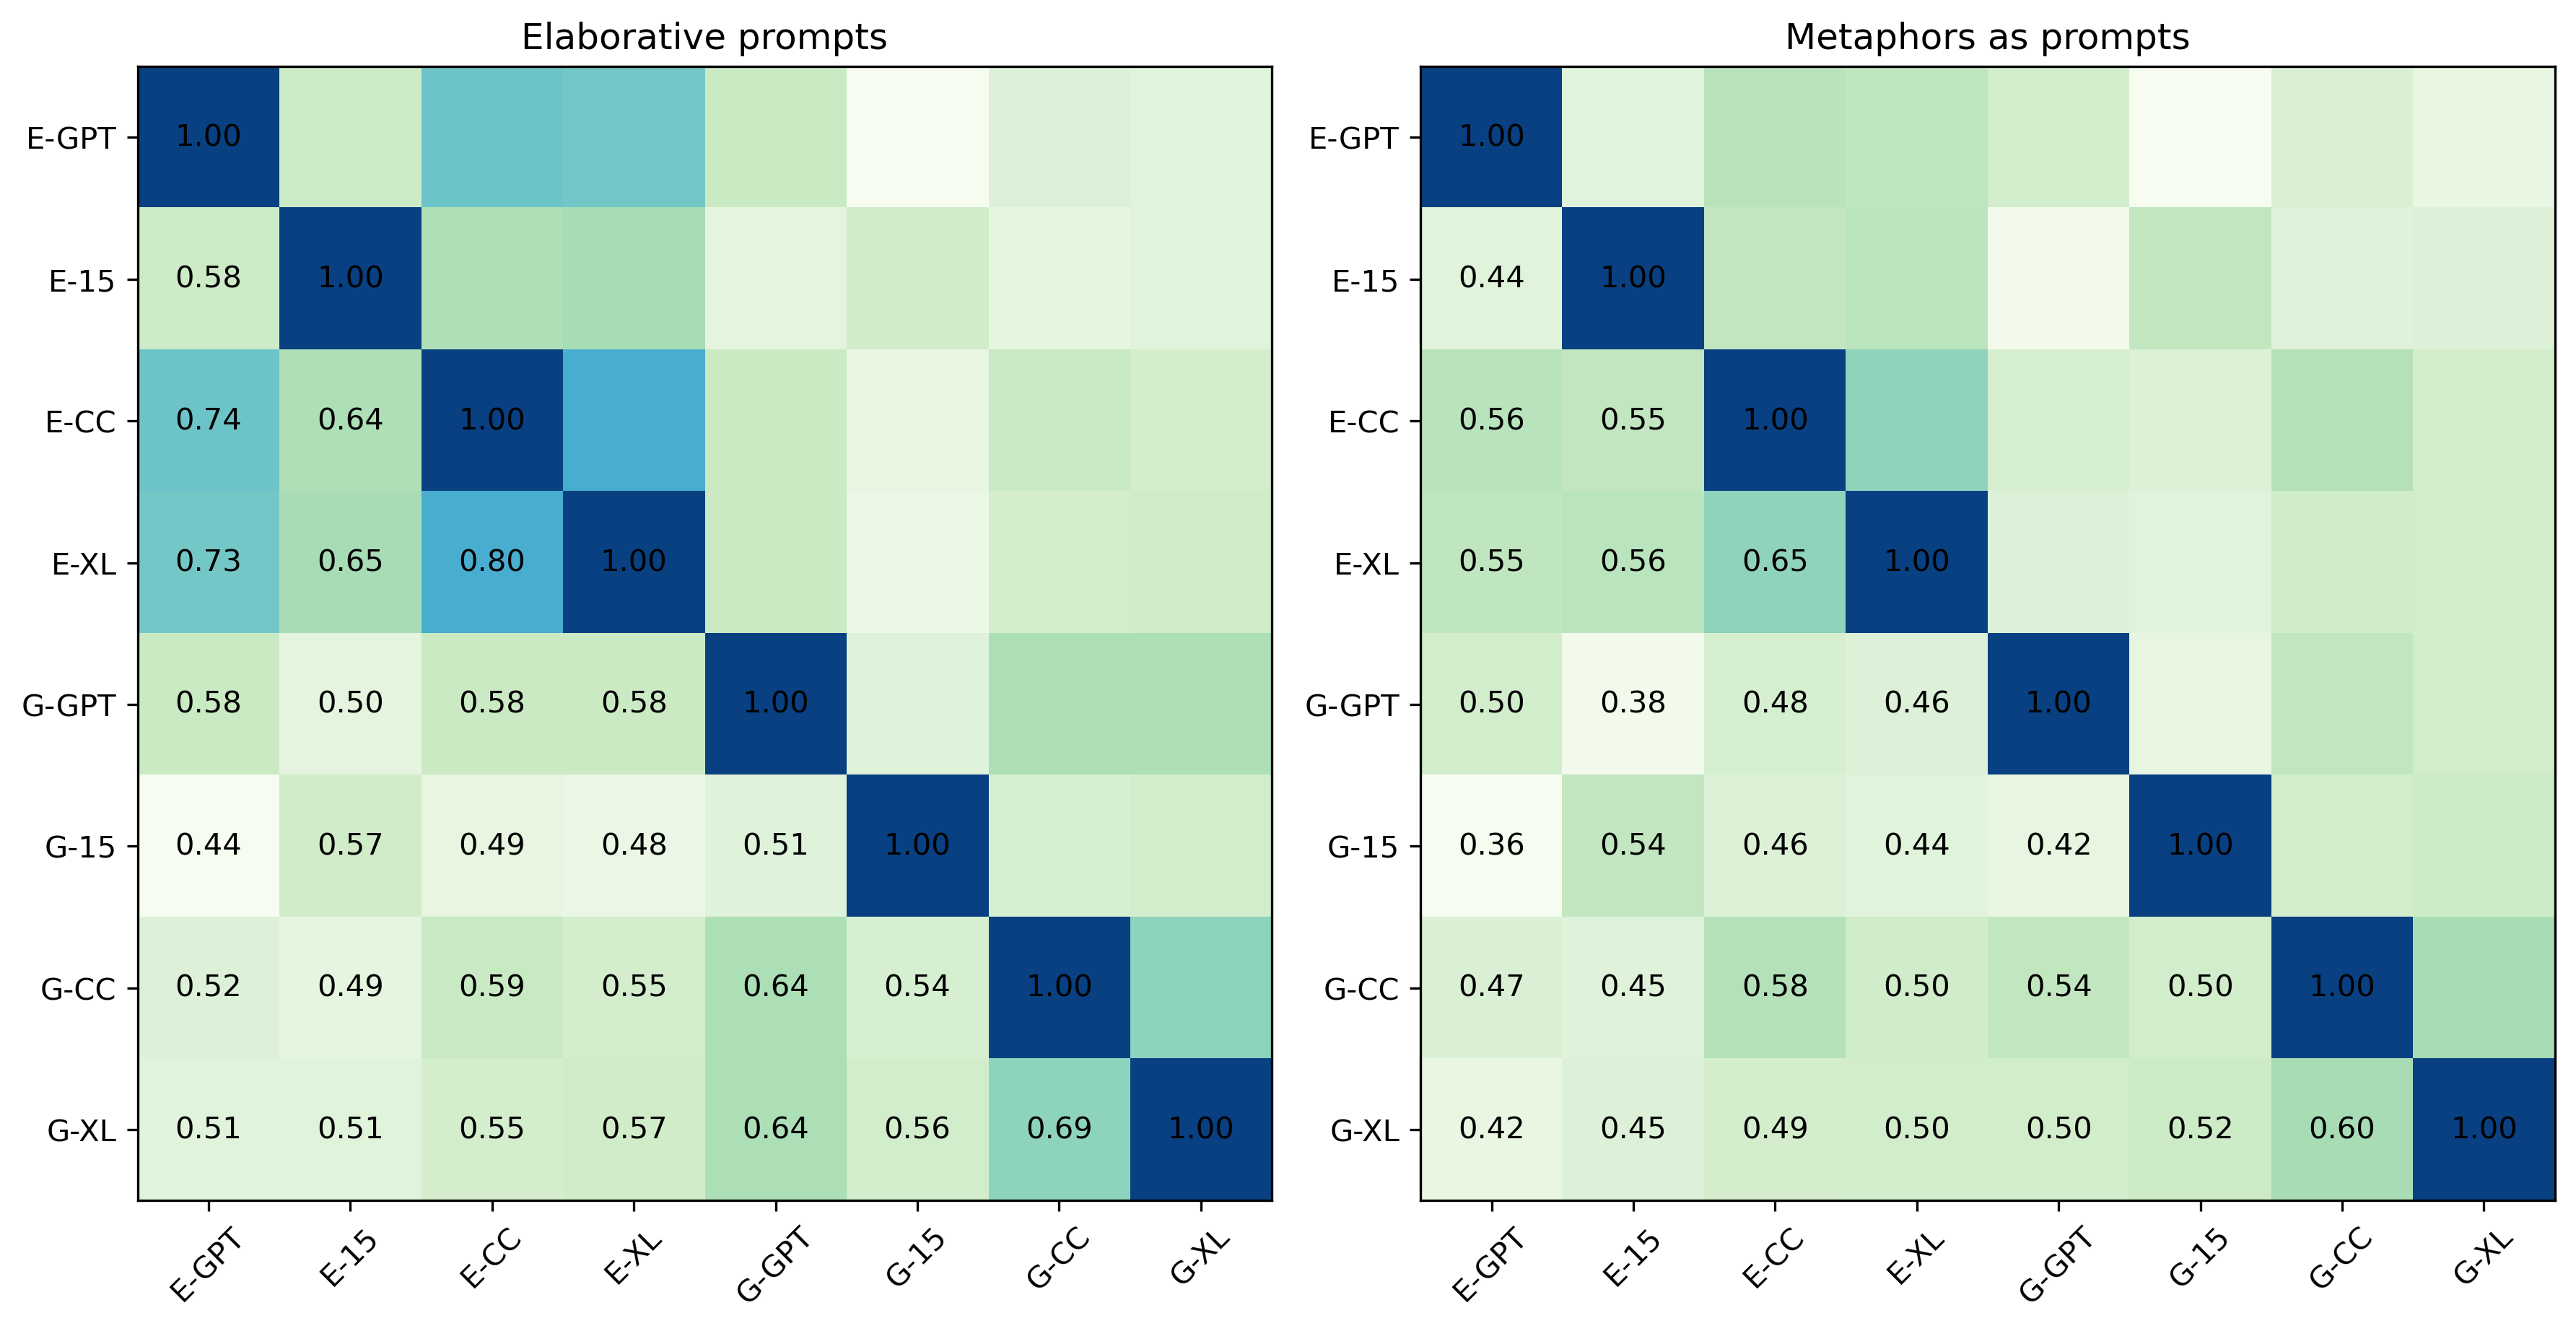 Elaborative prompts
E-GPT 1.00
E-15 0.58 1.00
E-CC 0.74 0.64 1.00
E-XL 0.73 0.65 0.80 1.00
G-GPT 0.58 0.50 0.58 0.58 1.00
G-15 0.44 0.57 0.49 0.48 0.51 1.00
G-CC 0.52 0.49 0.59 0.55 0.64 0.54 1.00
G-XL 0.51 0.51 0.55 0.57 0.64 0.56 0.69 1.00
E-GPT E-15 E-CC E-XL G-GPT G-15 G-CC G-XL
Metaphors as prompts
E-GPT 1.00
E-15 0.44 1.00
E-CC 0.56 0.55 1.00
E-XL 0.55 0.56 0.65 1.00
G-GPT 0.50 0.38 0.48 0.46 1.00
G-15 0.36 0.54 0.46 0.44 0.42 1.00
G-CC 0.47 0.45 0.58 0.50 0.54 0.50 1.00
G-XL 0.42 0.45 0.49 0.50 0.50 0.52 0.60 1.00
E-GPT E-15 E-CC E-XL G-GPT G-15 G-CC G-XL